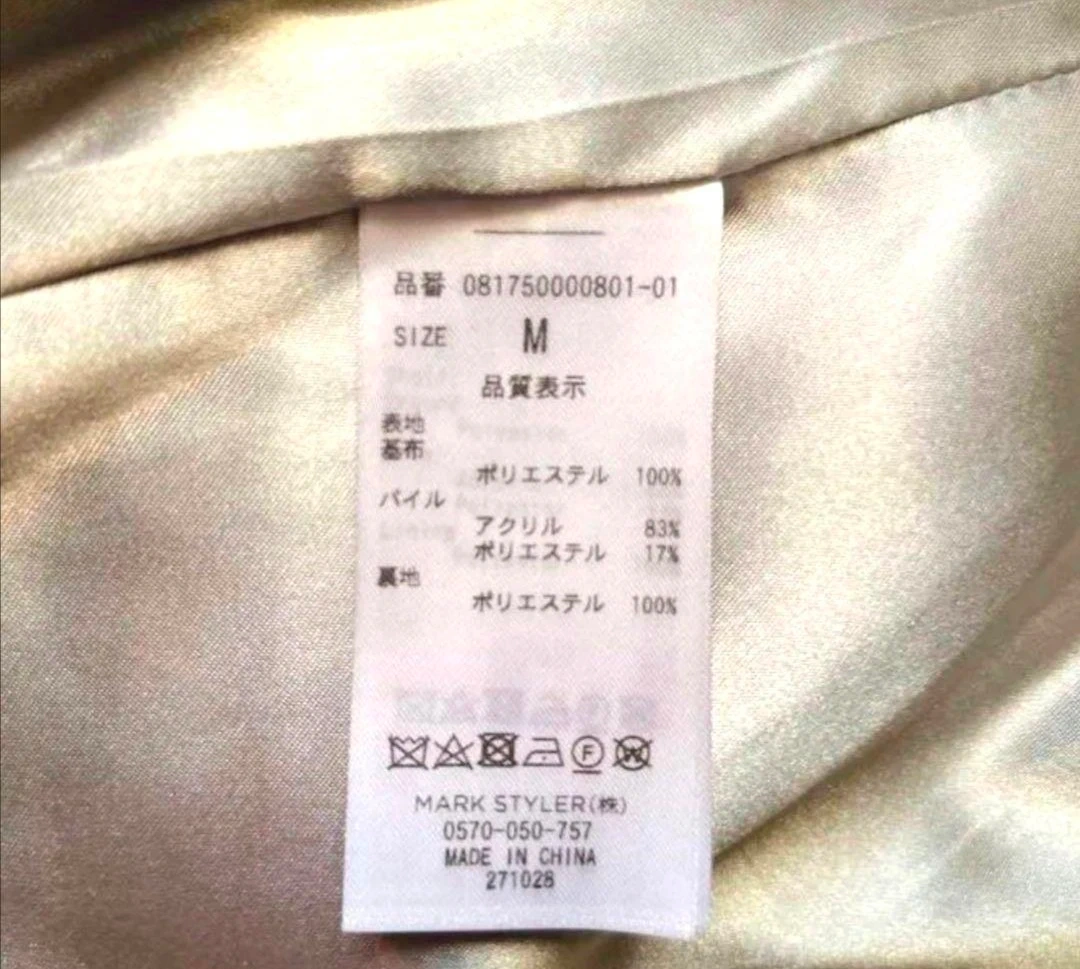 品番 081750000801-01
SIZE M
品質表示
表地
基布
ポリエステル 100%
パイル
アクリル 83%
ポリエステル 17%
裏地
ポリエステル 100%
F
W
MARK STYLER(株)
0570-050-757
MADE IN CHINA
271028